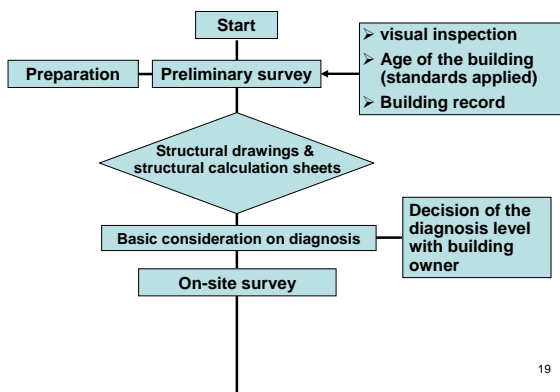 Start
Preparation
Preliminary survey
➢ visual inspection
➢ Age of the building
(standards applied)
➢ Building record
Structural drawings &
structural calculation sheets
Basic consideration on diagnosis
Decision of the
diagnosis level
with building
owner
On-site survey
19